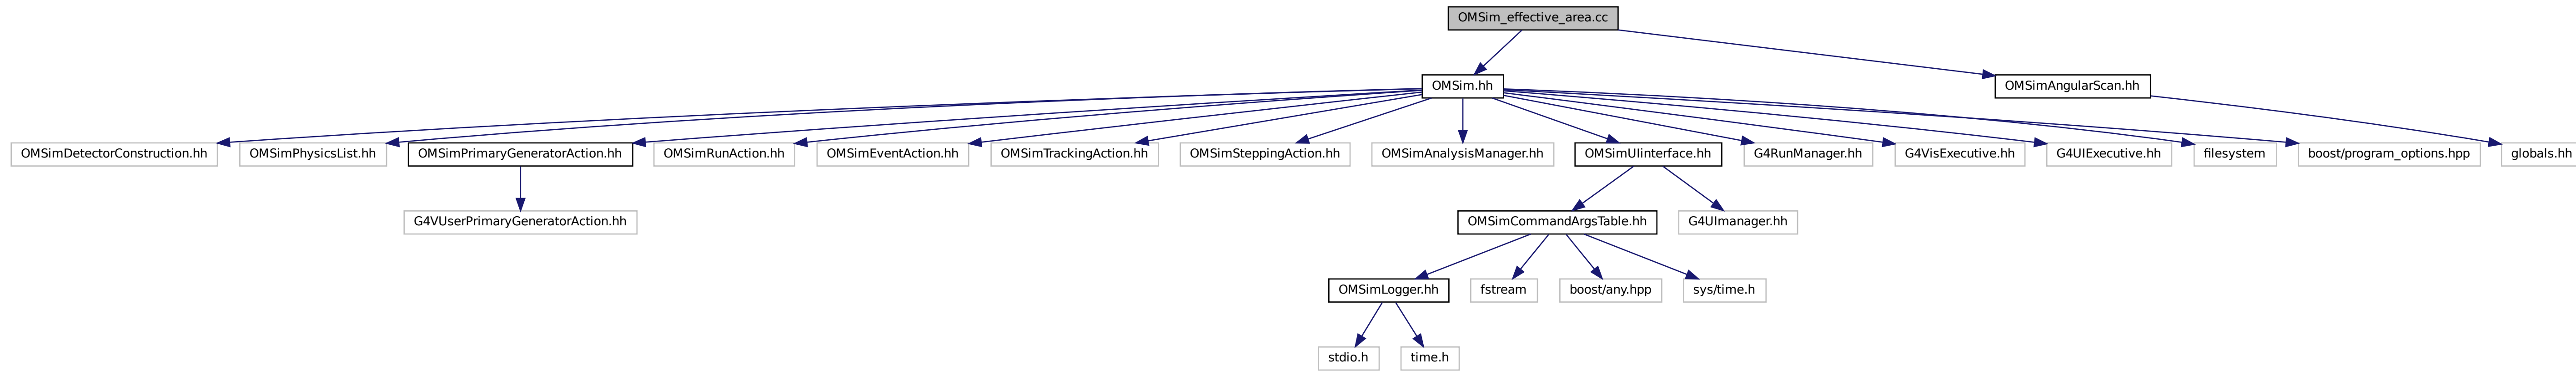 OMSim_effective_area.cc
OMSim.hh
OMSimAngularScan.hh
OMSimDetectorConstruction.hh
OMSimPhysicsList.hh
OMSimPrimaryGeneratorAction.hh
OMSimRunAction.hh
OMSimEventAction.hh
OMSimTrackingAction.hh
OMSimSteppingAction.hh
OMSimAnalysisManager.hh
OMSimUIinterface.hh
G4RunManager.hh
G4VisExecutive.hh
G4UIExecutive.hh
filesystem
boost/program_options.hpp
globals.hh
G4VUserPrimaryGeneratorAction.hh
OMSimCommandArgsTable.hh
G4UImanager.hh
OMSimLogger.hh
fstream
boost/any.hpp
sys/time.h
stdio.h
time.h